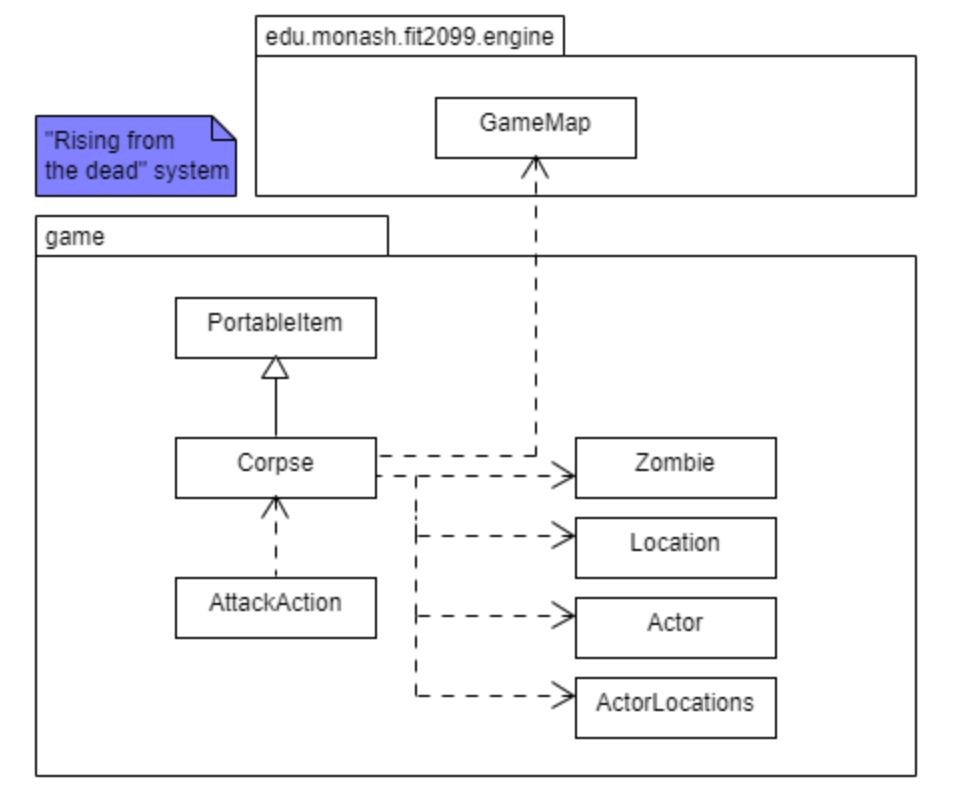 edu.monash.fit2099.engine
GameMap
"Rising from
the dead" system
game
PortableItem
Corpse
Zombie
Location
AttackAction
Actor
ActorLocations